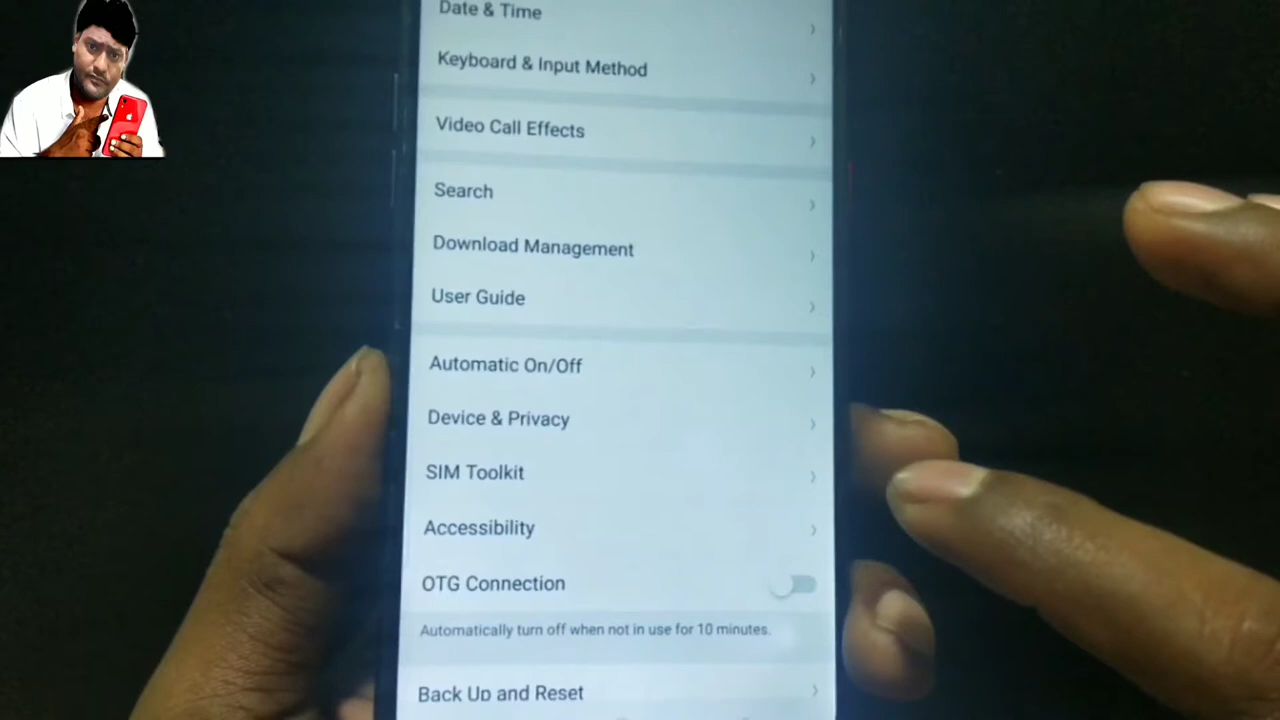 Date & Time
Keyboard & Input Method
Video Call Effects
Search
Download Management
User Guide
Automatic On/Off
Device & Privacy
SIM Toolkit
Accessibility
OTG Connection
Automatically turn off when not in use for 10 minutes.
Back Up and Reset